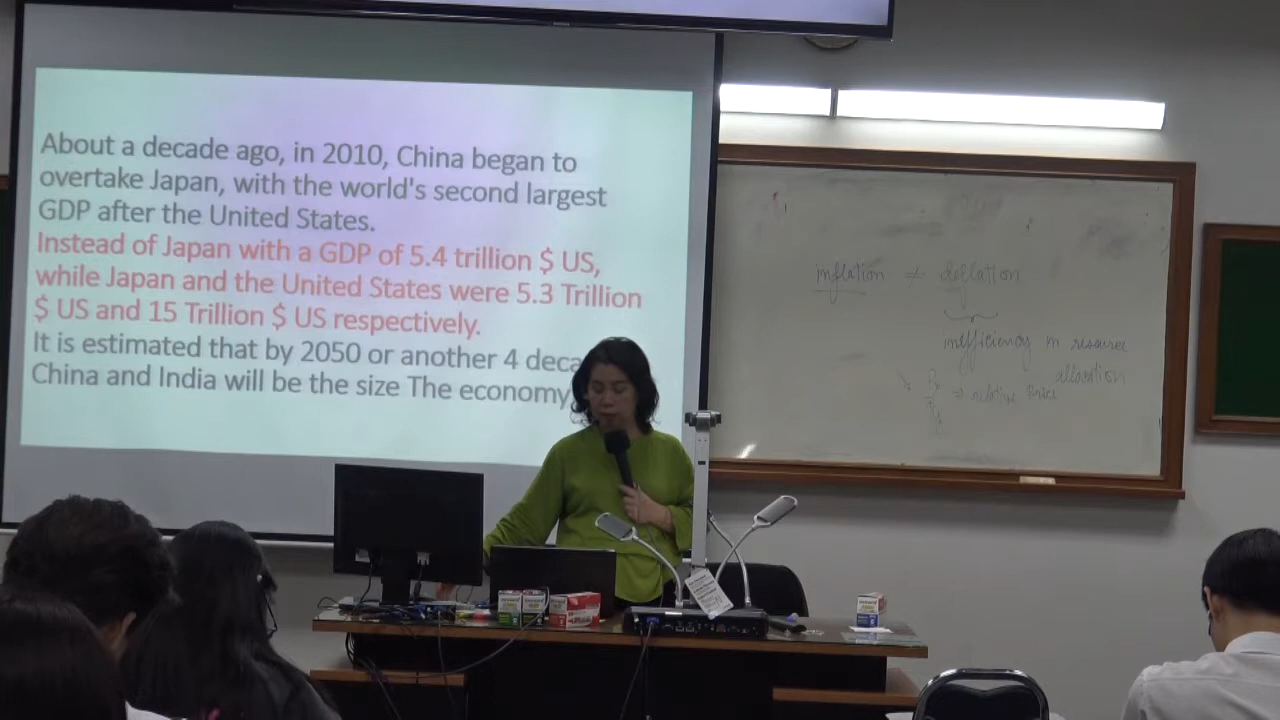 About a decade ago, in 2010, China began to
overtake Japan, with the world's second largest
GDP after the United States.
Instead of Japan with a GDP of 5.4 trillion $ US,
while Japan and the United States were 5.3 Trillion
$ US and 15 Trillion $ US respectively.
It is estimated that by 2050 or another 4 deca
China and India will be the size The economy
inflation ≠ deflation
inefficiency in resource
allocation
⇒ relative Price